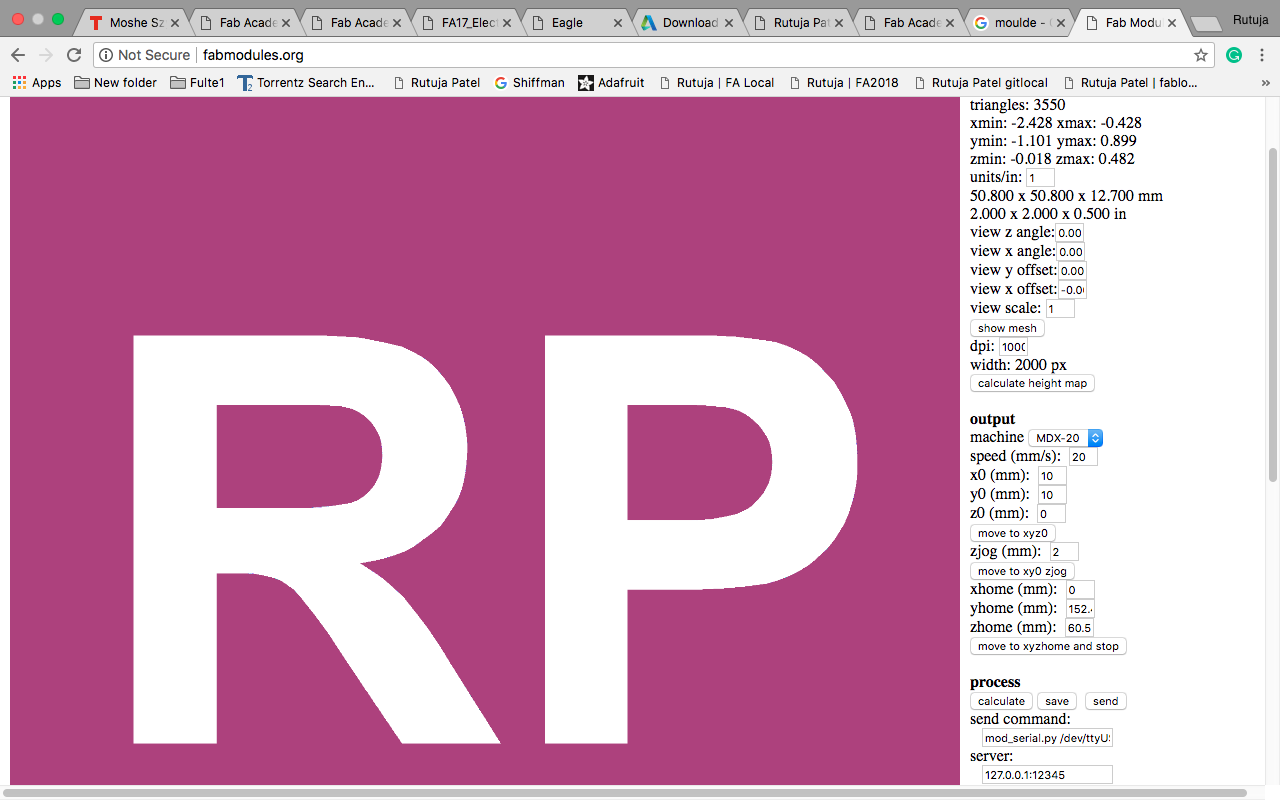 Moshe Sz
Fab Acade
Fab Acade
FA17_Elec
Eagle
Download
Rutuja Pat
Fab Acade
moulde -
Fab Modu
Rutuja
Not Secure
fabmodules.org
Apps
New folder
Fulte1
Torrentz Search En...
Rutuja Patel
Shiffman
Adafruit
Rutuja | FA Local
Rutuja | FA2018
Rutuja Patel gitlocal
Rutuja Patel | fablo...
»
RP
triangles: 3550
xmin: -2.428 xmax: -0.428
ymin: -1.101 ymax: 0.899
zmin: -0.018 zmax: 0.482
units/in: 1
50.800 x 50.800 x 12.700 mm
2.000 x 2.000 x 0.500 in
view z angle: 0.00
view x angle: 0.00
view y offset: 0.00
view x offset: -0.0
view scale: 1
show mesh
dpi: 1000
width: 2000 px
calculate height map
output
machine MDX-20
speed (mm/s): 20
x0 (mm): 10
y0 (mm): 10
z0 (mm): 0
move to xyz0
zjog (mm): 2
move to xy0 zjog
xhome (mm): 0
yhome (mm): 152.
zhome (mm): 60.5
move to xyzhome and stop
process
calculate save send
send command:
mod_serial.py /dev/ttyUS
server:
127.0.0.1:12345